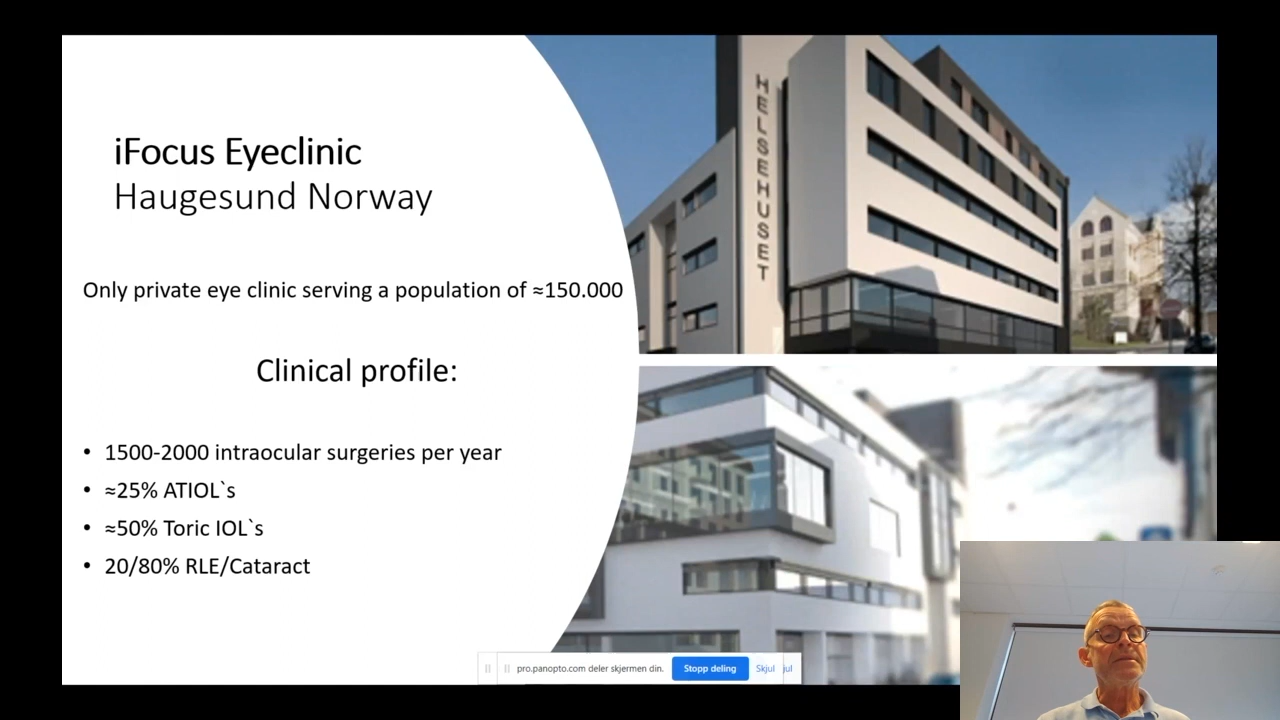 iFocus Eyeclinic
Haugesund Norway
Only private eye clinic serving a population of ≈150.000
Clinical profile:
• 1500-2000 intraocular surgeries per year
• ≈25% ATIOL`s
• ≈50% Toric IOL`s
• 20/80% RLE/Cataract
HELSEHUSET
pro.panopto.com deler skjermen din. Stopp deling Skjul jul